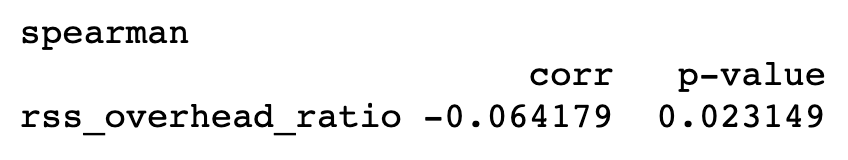 spearman
corr p-value
rss_overhead_ratio -0.064179 0.023149